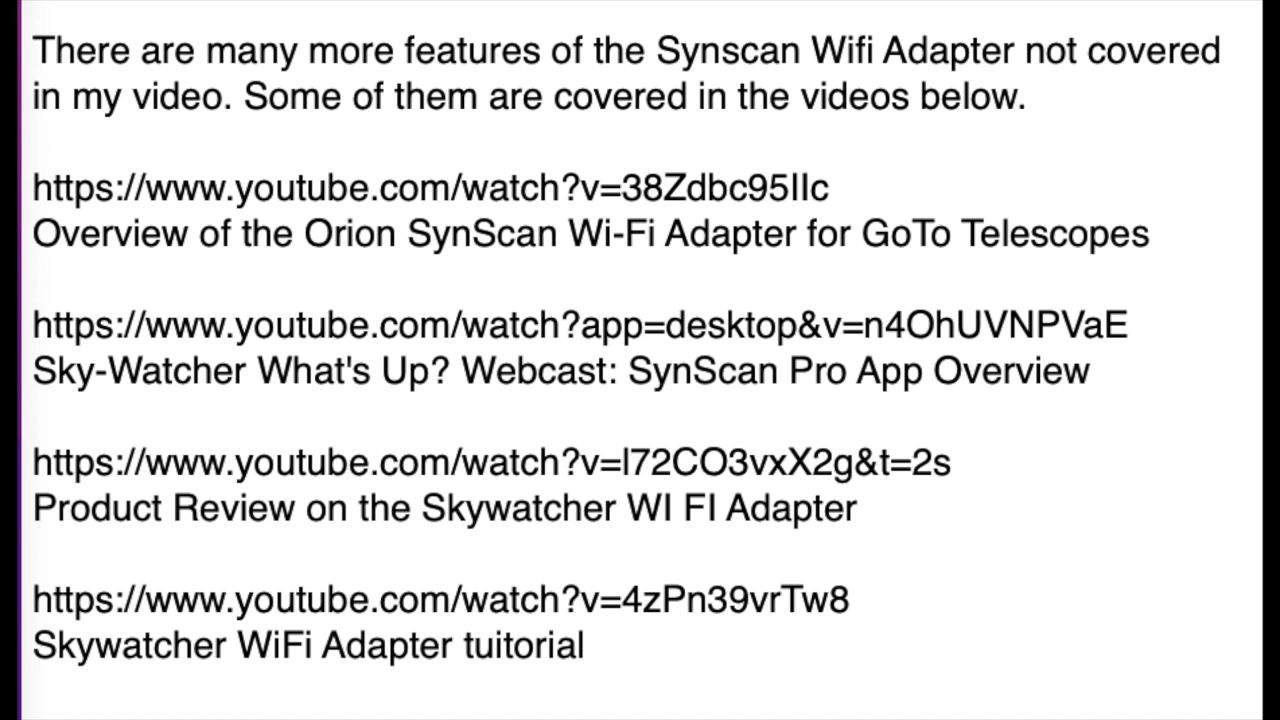 There are many more features of the Synscan Wifi Adapter not covered
in my video. Some of them are covered in the videos below.
https://www.youtube.com/watch?v=38Zdbc95IIc
Overview of the Orion SynScan Wi-Fi Adapter for GoTo Telescopes
https://www.youtube.com/watch?app=desktop&v=n4OhUVNPVaE
Sky-Watcher What's Up? Webcast: SynScan Pro App Overview
https://www.youtube.com/watch?v=l72CO3vxX2g&t=2s
Product Review on the Skywatcher WI FI Adapter
https://www.youtube.com/watch?v=4zPn39vrTw8
Skywatcher WiFi Adapter tuitorial